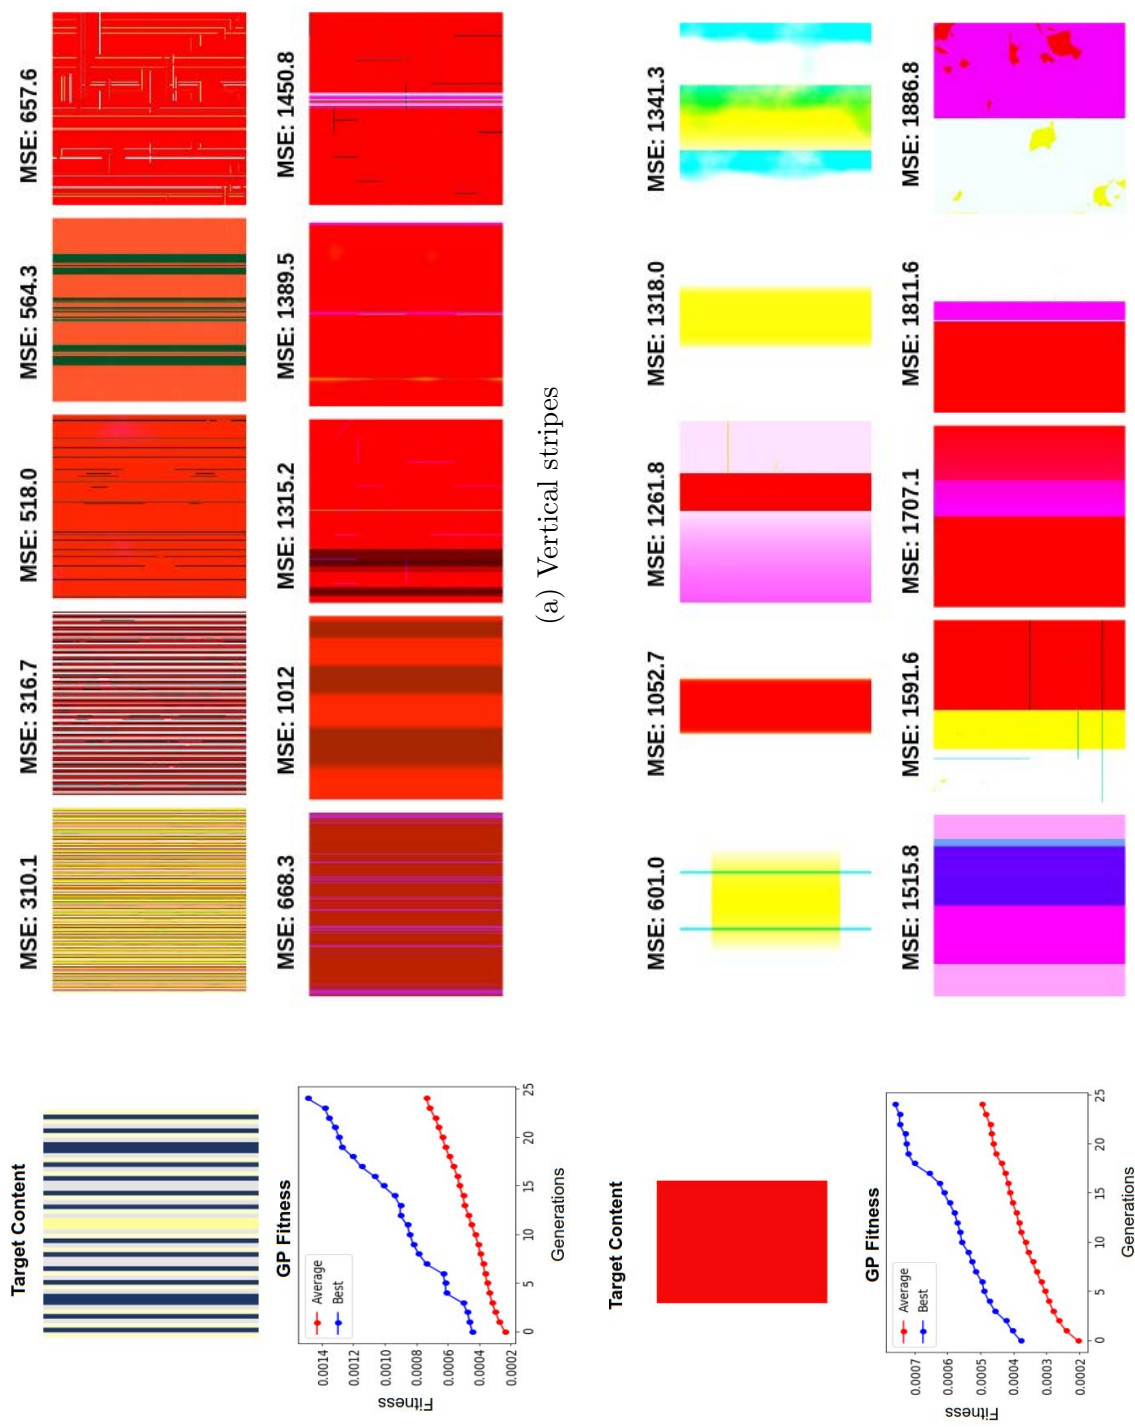 Target Content
GP Fitness
Average
Best
0.0014
0.0012
0.0010
0.0008
0.0006
0.0004
0.0002
Fitness
0 5 10 15 20 25
Generations
MSE: 310.1 MSE: 316.7 MSE: 518.0 MSE: 564.3 MSE: 657.6
MSE: 668.3 MSE: 1012 MSE: 1315.2 MSE: 1389.5 MSE: 1450.8
(a) Vertical stripes
Target Content
GP Fitness
Average
Best
0.0007
0.0006
0.0005
0.0004
0.0003
0.0002
Fitness
0 5 10 15 20 25
Generations
MSE: 601.0 MSE: 1052.7 MSE: 1261.8 MSE: 1318.0 MSE: 1341.3
MSE: 1515.8 MSE: 1591.6 MSE: 1707.1 MSE: 1811.6 MSE: 1886.8